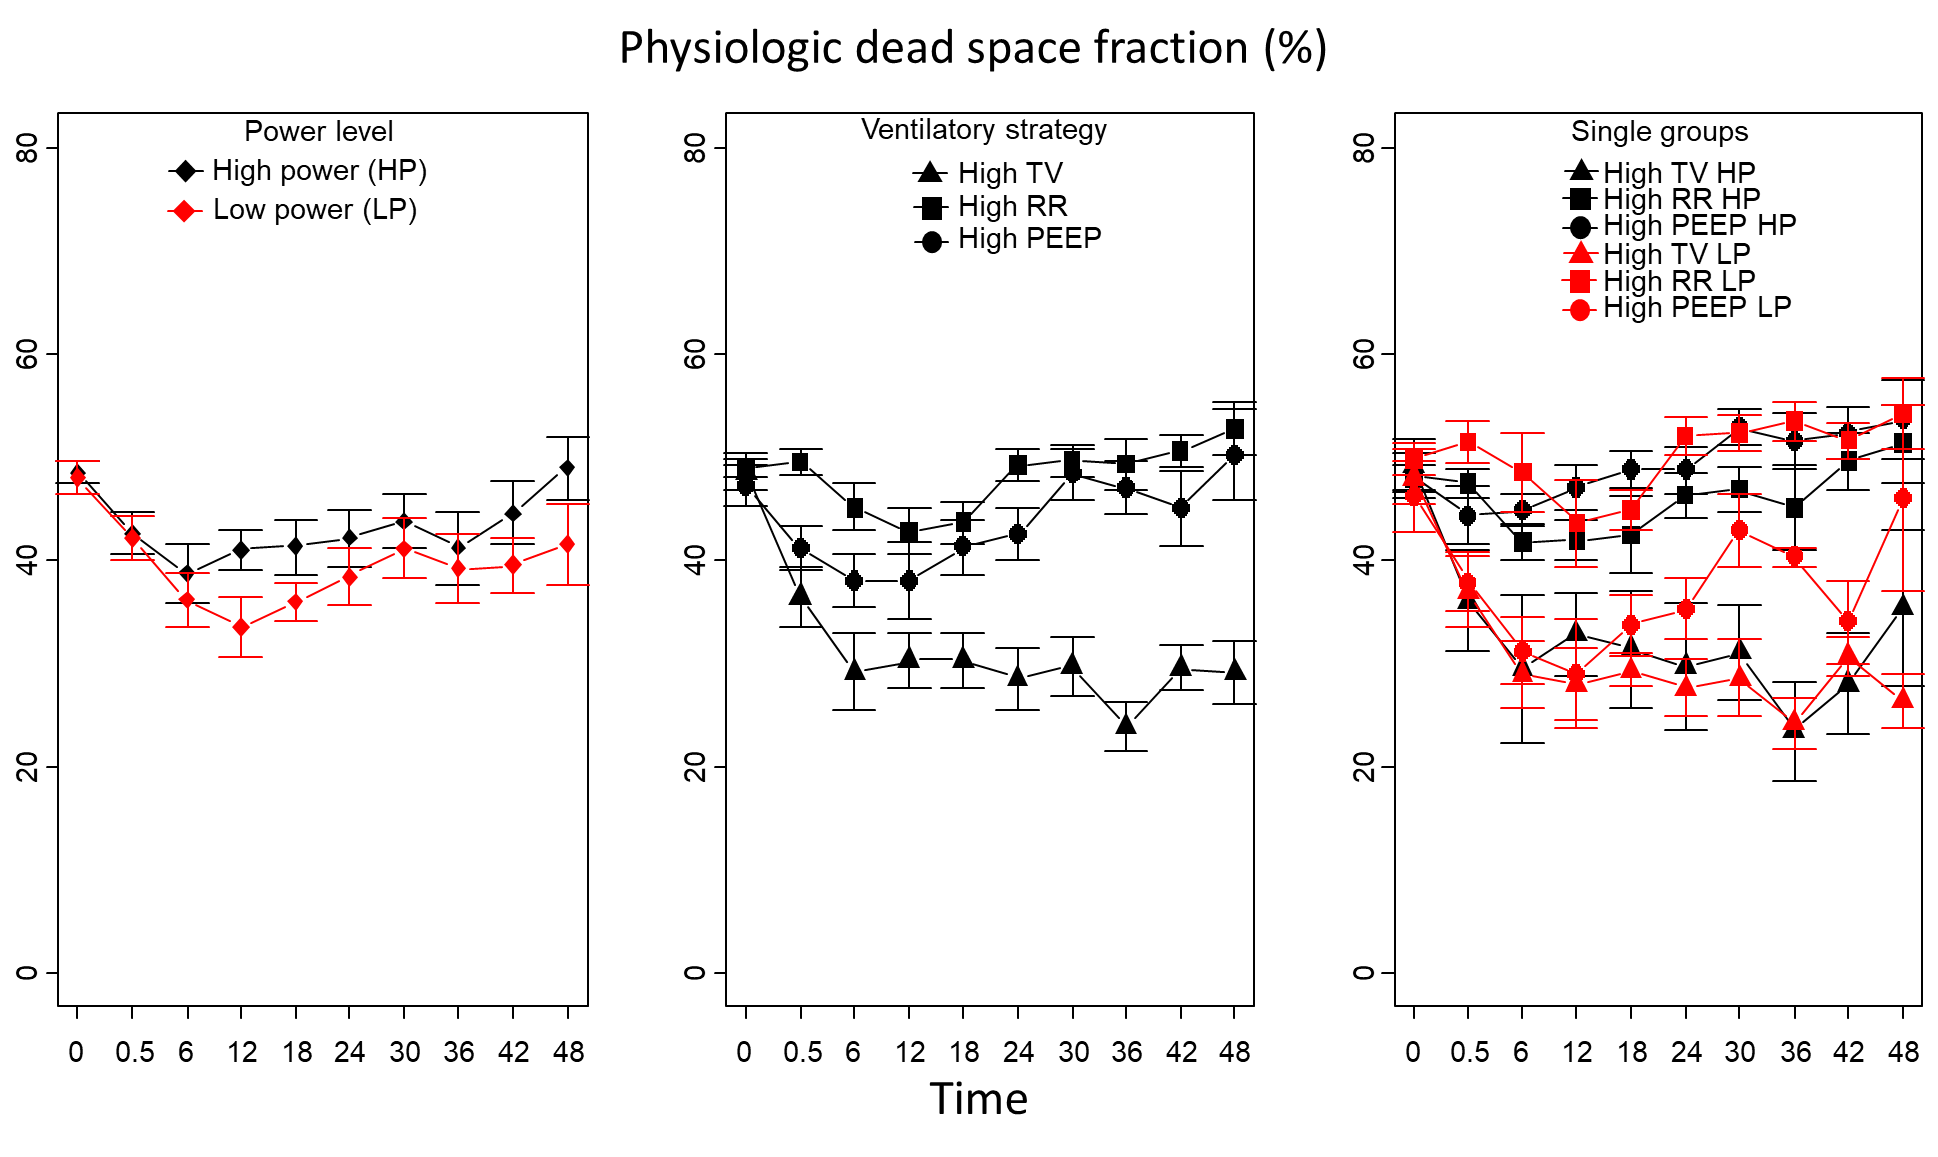 Physiologic dead space fraction (%)
Power level
High power (HP)
Low power (LP)
80
60
40
20
0
0 0.5 6 12 18 24 30 36 42 48
Ventilatory strategy
High TV
High RR
High PEEP
80
60
40
20
0
0 0.5 6 12 18 24 30 36 42 48
Single groups
High TV HP
High RR HP
High PEEP HP
High TV LP
High RR LP
High PEEP LP
80
60
40
20
0
0 0.5 6 12 18 24 30 36 42 48
Time